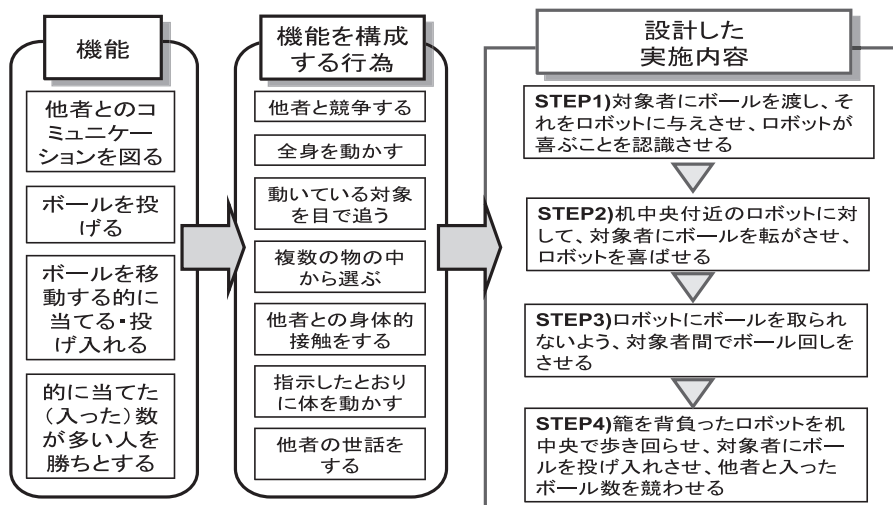 機能
他者とのコ
ミュニケー
ションを図る
ボールを投
げる
ボールを移
動する的に
当てる・投
げ入れる
的に当てた
(入った)数
が多い人を
勝ちとする
機能を構成
する行為
他者と競争する
全身を動かす
動いている対象
を目で追う
複数の物の中
から選ぶ
他者との身体的
接触をする
指示したとおり
に体を動かす
他者の世話を
する
設計した
実施内容
STEP1)対象者にボールを渡し、そ
れをロボットに与えさせ、ロボットが
喜ぶことを認識させる
STEP2)机中央付近のロボットに対
して、対象者にボールを転がさせ、
ロボットを喜ばせる
STEP3)ロボットにボールを取られ
ないよう、対象者間でボール回しを
させる
STEP4)籠を背負ったロボットを机
中央で歩き回らせ、対象者にボー
ルを投げ入れさせ、他者と入った
ボール数を競わせる